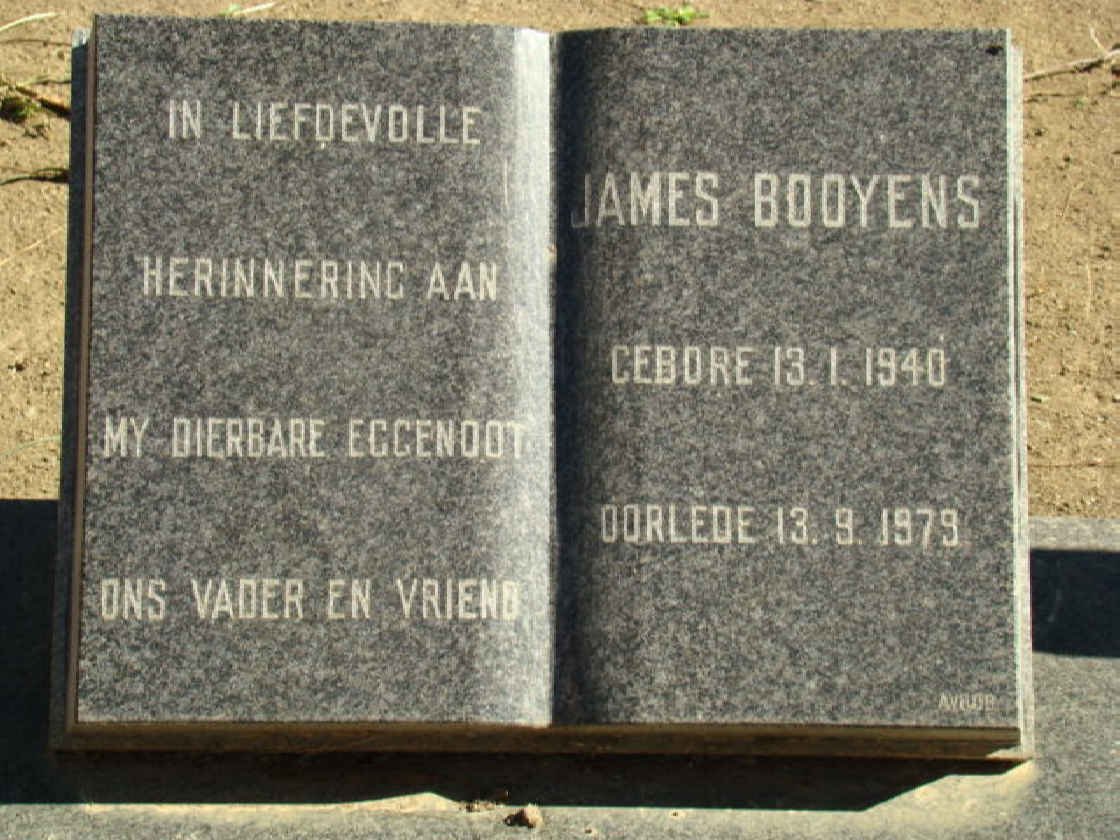 IN LIEFDEVOLLE
HERINNERING AAN
MY DIERBARE EGGENOOT
ONS VADER EN VRIEND
JAMES BOOYENS
GEBORE 13.1.1940
OORLEDE 13.9.1979